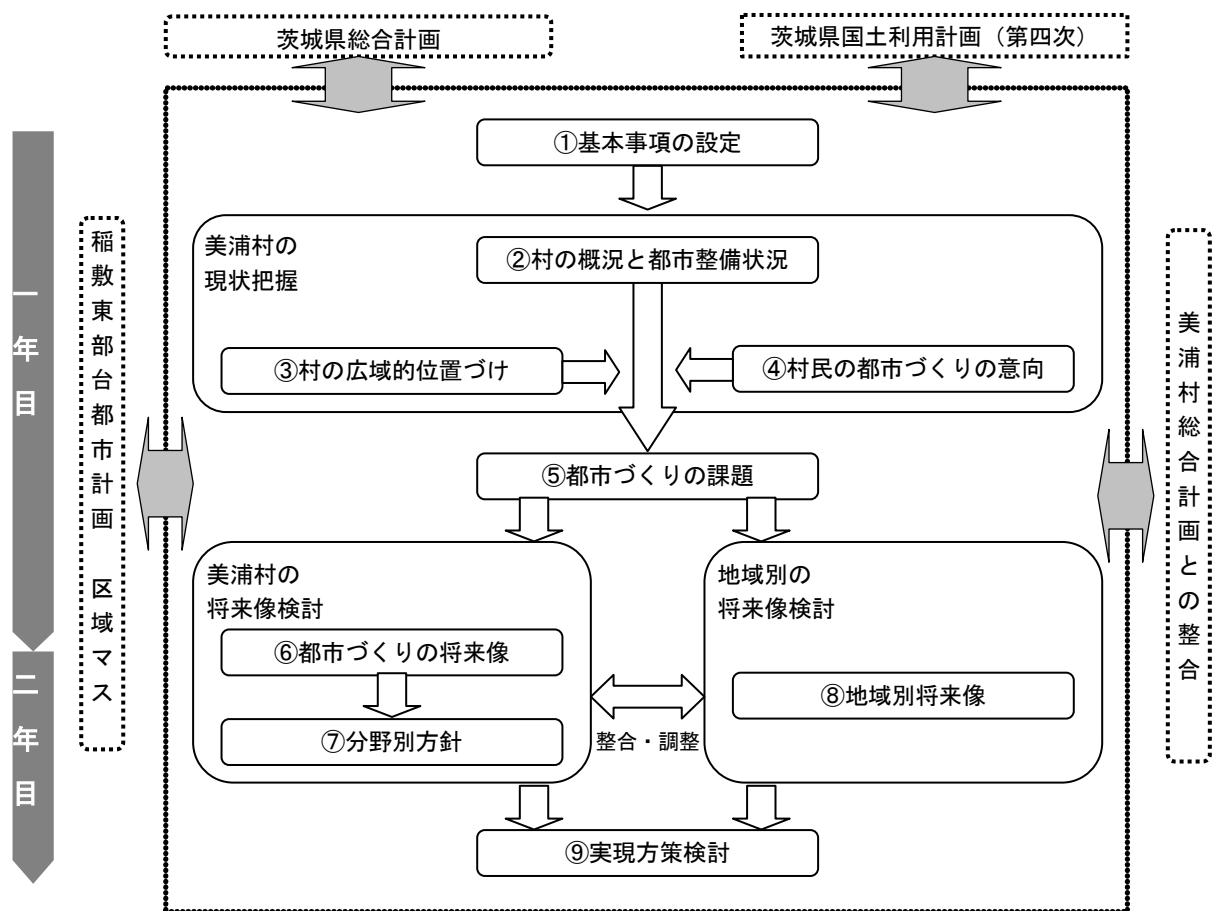 茨城県総合計画
茨城県国土利用計画（第四次）
一年目
二年目
稲敷東部台都市計画 区域マス
美浦村総合計画との整合
①基本事項の設定
美浦村の
現状把握
②村の概況と都市整備状況
③村の広域的位置づけ
④村民の都市づくりの意向
⑤都市づくりの課題
美浦村の
将来像検討
⑥都市づくりの将来像
⑦分野別方針
整合・調整
地域別の
将来像検討
⑧地域別将来像
⑨実現方策検討